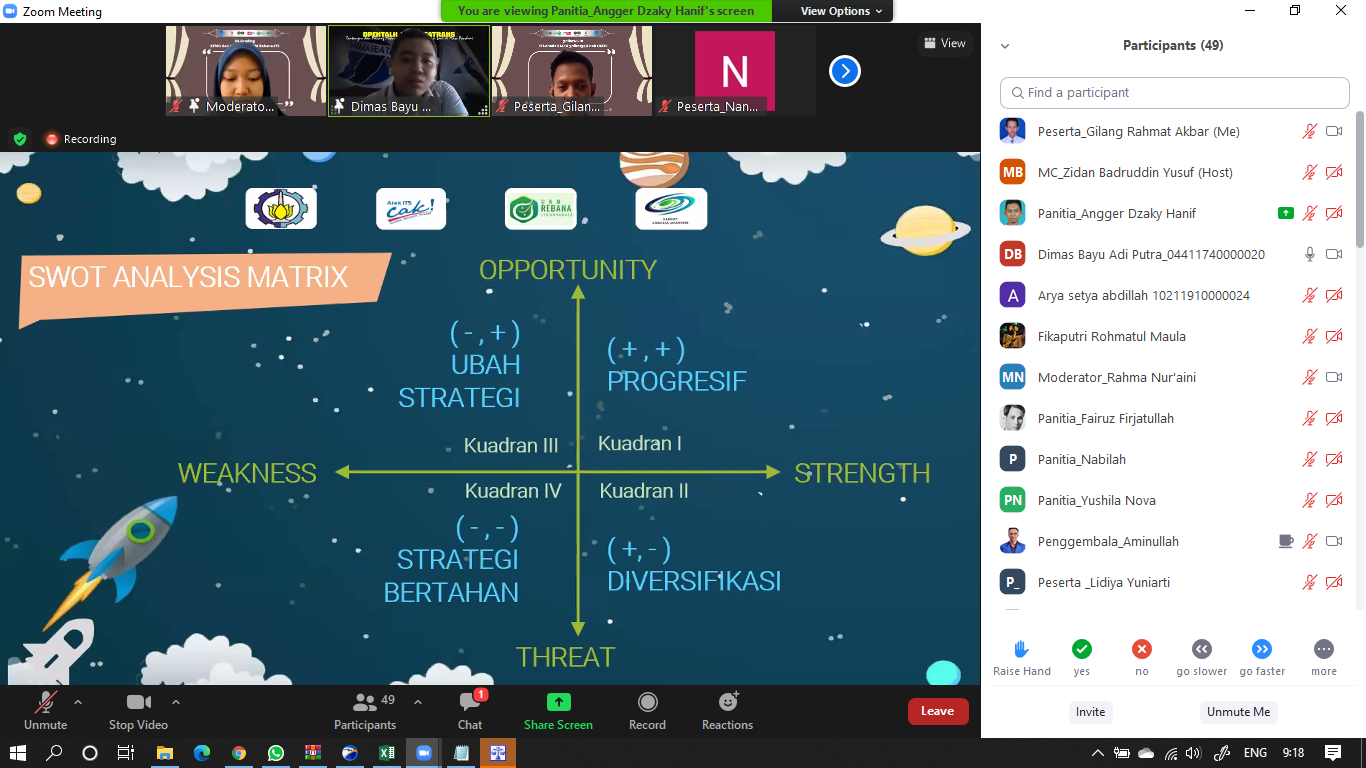 Zoom Meeting
You are viewing Panitia_Angger Dzaky Hanif's screen
View Options
View
Moderato...
OPENTALK
Dimas Bayu ...
Peserta_Gilan...
N
Peserta_Nan...
Recording
Arek ITS
Cak!
UKM
REBANA
SWOT ANALYSIS MATRIX
OPPORTUNITY
(-,+)
UBAH
STRATEGI
(+,+)
PROGRESIF
Kuadran III
Kuadran I
WEAKNESS
STRENGTH
Kuadran IV
Kuadran II
(-,-)
STRATEGI
BERTAHAN
(+,-)
DIVERSIFIKASI
THREAT
Participants (49)
Find a participant
Peserta_Gilang Rahmat Akbar (Me)
MB
MC_Zidan Badruddin Yusuf (Host)
Panitia_Angger Dzaky Hanif
DB
Dimas Bayu Adi Putra_04411740000020
A
Arya setya abdillah 10211910000024
Fikaputri Rohmatul Maula
MN
Moderator_Rahma Nur'aini
Panitia_Fairuz Firjatullah
P
Panitia_Nabilah
PN
Panitia_Yushila Nova
Penggembala_Aminullah
P_
Peserta _Lidiya Yuniarti
Raise Hand
yes
no
go slower
go faster
more
Invite
Unmute Me
Unmute
Stop Video
49
Participants
1
Chat
Share Screen
Record
Reactions
Leave
ENG
9:18